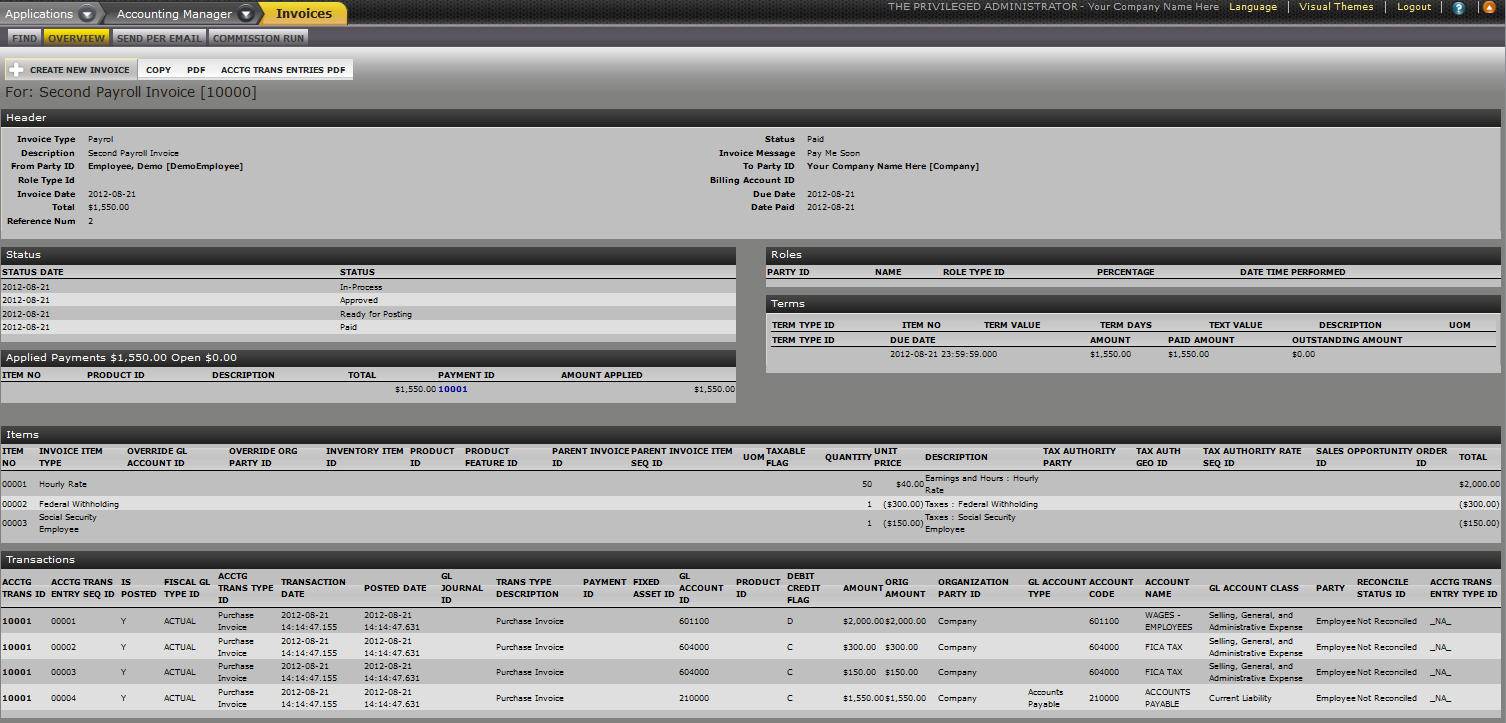 Applications Accounting Manager Invoices THE PRIVILEGED ADMINISTRATOR - Your Company Name Here Language Visual Themes Logout ?
FIND OVERVIEW SEND PER EMAIL COMMISSION RUN
CREATE NEW INVOICE COPY PDF ACCTG TRANS ENTRIES PDF
For: Second Payroll Invoice [10000]
Header
Invoice Type Payrol Status Paid
Description Second Payroll Invoice Invoice Message Pay Me Soon
From Party ID Employee, Demo [DemoEmployee] To Party ID Your Company Name Here [Company]
Role Type Id Billing Account ID
Invoice Date 2012-08-21 Due Date 2012-08-21
Total $1,550.00 Date Paid 2012-08-21
Reference Num 2
Status
STATUS DATE STATUS
2012-08-21 In-Process
2012-08-21 Approved
2012-08-21 Ready for Posting
2012-08-21 Paid
Applied Payments $1,550.00 Open $0.00
ITEM NO PRODUCT ID DESCRIPTION TOTAL PAYMENT ID AMOUNT APPLIED
$1,550.00 10001 $1,550.00
Roles
PARTY ID NAME ROLE TYPE ID PERCENTAGE DATE TIME PERFORMED
Terms
TERM TYPE ID ITEM NO TERM VALUE TERM DAYS TEXT VALUE DESCRIPTION UOM
TERM TYPE ID DUE DATE AMOUNT PAID AMOUNT OUTSTANDING AMOUNT
2012-08-21 23:59:59.000 $1,550.00 $1,550.00 $0.00
Items
ITEM NO INVOICE ITEM TYPE OVERRIDE GL ACCOUNT ID OVERRIDE ORG PARTY ID INVENTORY ITEM ID PRODUCT ID PRODUCT FEATURE ID PARENT INVOICE ID PARENT INVOICE ITEM SEQ ID UOM TAXABLE FLAG QUANTITY UNIT PRICE DESCRIPTION TAX AUTHORITY PARTY TAX AUTH GEO ID TAX AUTHORITY RATE SEQ ID SALES OPPORTUNITY ID ORDER ID TOTAL
00001 Hourly Rate 50 $40.00 Earnings and Hours : Hourly Rate $2,000.00
00002 Federal Withholding 1 ($300.00) Taxes : Federal Withholding ($300.00)
00003 Social Security Employee 1 ($150.00) Taxes : Social Security Employee ($150.00)
Transactions
ACCTG TRANS ID ACCTG TRANS ENTRY SEQ ID IS POSTED FISCAL GL TYPE ID ACCTG TRANS TYPE ID TRANSACTION DATE POSTED DATE GL JOURNAL ID TRANS TYPE DESCRIPTION PAYMENT ID FIXED ASSET ID GL ACCOUNT ID PRODUCT ID DEBIT CREDIT FLAG AMOUNT ORIG AMOUNT ORGANIZATION PARTY ID GL ACCOUNT TYPE ACCOUNT CODE ACCOUNT NAME GL ACCOUNT CLASS PARTY RECONCILE STATUS ID ACCTG TRANS ENTRY TYPE ID
10001 00001 Y ACTUAL Purchase Invoice 2012-08-21 14:14:47.155 2012-08-21 14:14:47.631 Purchase Invoice 601100 D $2,000.00 $2,000.00 Company 601100 WAGES - EMPLOYEES Selling, General, and Administrative Expense Employee Not Reconciled _NA_
10001 00002 Y ACTUAL Purchase Invoice 2012-08-21 14:14:47.155 2012-08-21 14:14:47.631 Purchase Invoice 604000 C $300.00 $300.00 Company 604000 FICA TAX Selling, General, and Administrative Expense Employee Not Reconciled _NA_
10001 00003 Y ACTUAL Purchase Invoice 2012-08-21 14:14:47.155 2012-08-21 14:14:47.631 Purchase Invoice 604000 C $150.00 $150.00 Company 604000 FICA TAX Selling, General, and Administrative Expense Employee Not Reconciled _NA_
10001 00004 Y ACTUAL Purchase Invoice 2012-08-21 14:14:47.155 2012-08-21 14:14:47.631 Purchase Invoice 210000 C $1,550.00 $1,550.00 Company Accounts Payable 210000 ACCOUNTS PAYABLE Current Liability Employee Not Reconciled _NA_